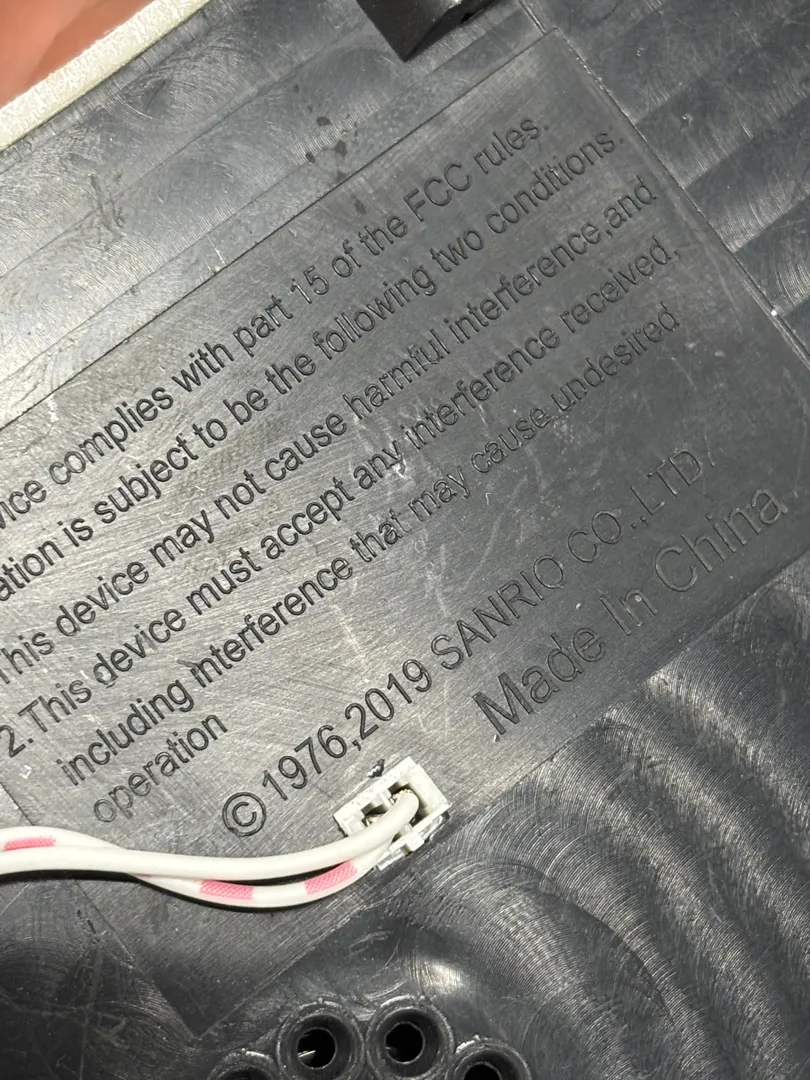 vice complies with part 15 of the FCC rules.
ation is subject to be the following two conditions.
This device may not cause harmful interference,and
2.This device must accept any interference received,
including interference that may cause undesired
operation
©1976,2019 SANRIO CO.,LTD.
Made In China